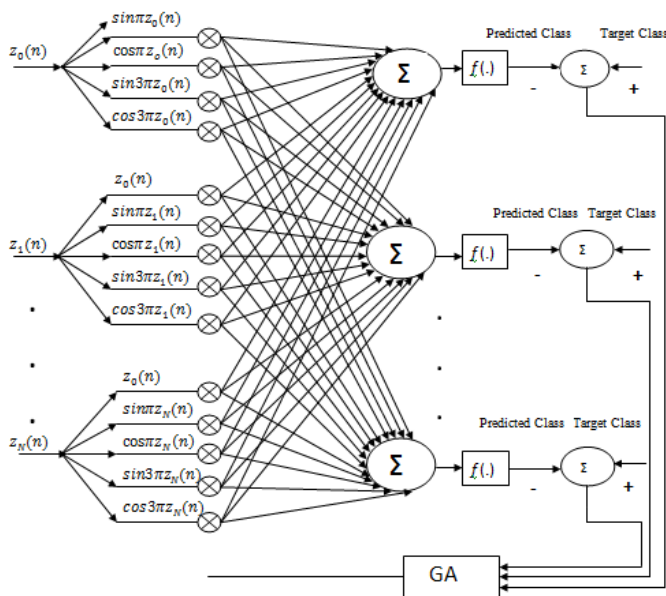 sinπz₀(n)
z₀(n)
cosπzₒ(n)
sin3πz₀(n)
cos3πz₀(n)
Σ
f(.)
Predicted Class
Target Class
Σ
-
+
z₁(n)
z₀(n)
sinπz₁(n)
cosπz₁(n)
sin3πz₁(n)
cos3πz₁(n)
Σ
f(.)
Predicted Class
Target Class
Σ
-
+
z_N(n)
z₀(n)
sinπz_N(n)
cosπz_N(n)
sin3πz_N(n)
cos3πz_N(n)
Σ
f(.)
Predicted Class
Target Class
Σ
-
+
GA